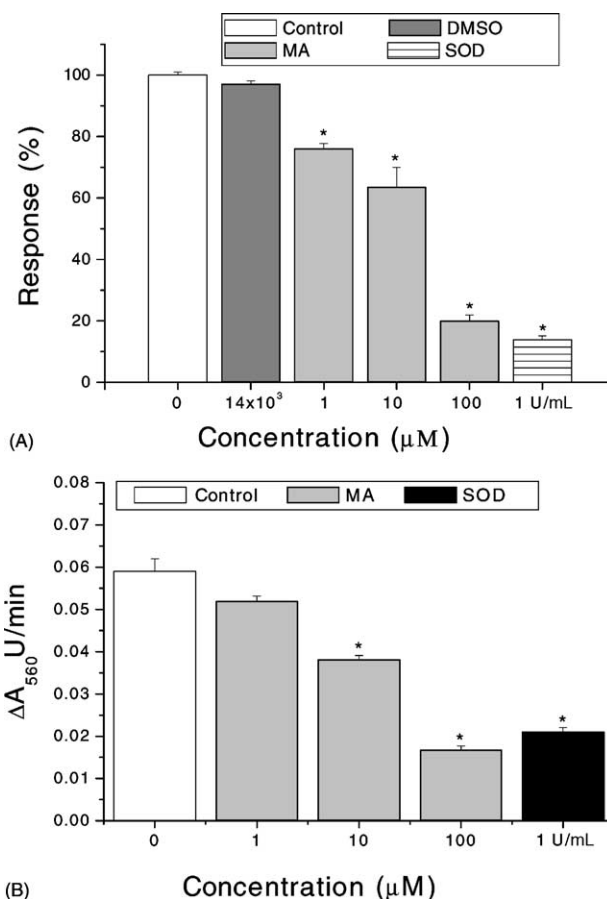 Control DMSO
MA SOD
100
80
60
40
20
0
Response (%)
* * * *
0 14x10³ 1 10 100 1 U/mL
Concentration (μM)
(A)
Control MA SOD
0.08
0.07
0.06
0.05
0.04
0.03
0.02
0.01
0.00
ΔA₅₆₀U/min
* * *
0 1 10 100 1 U/mL
Concentration (μM)
(B)